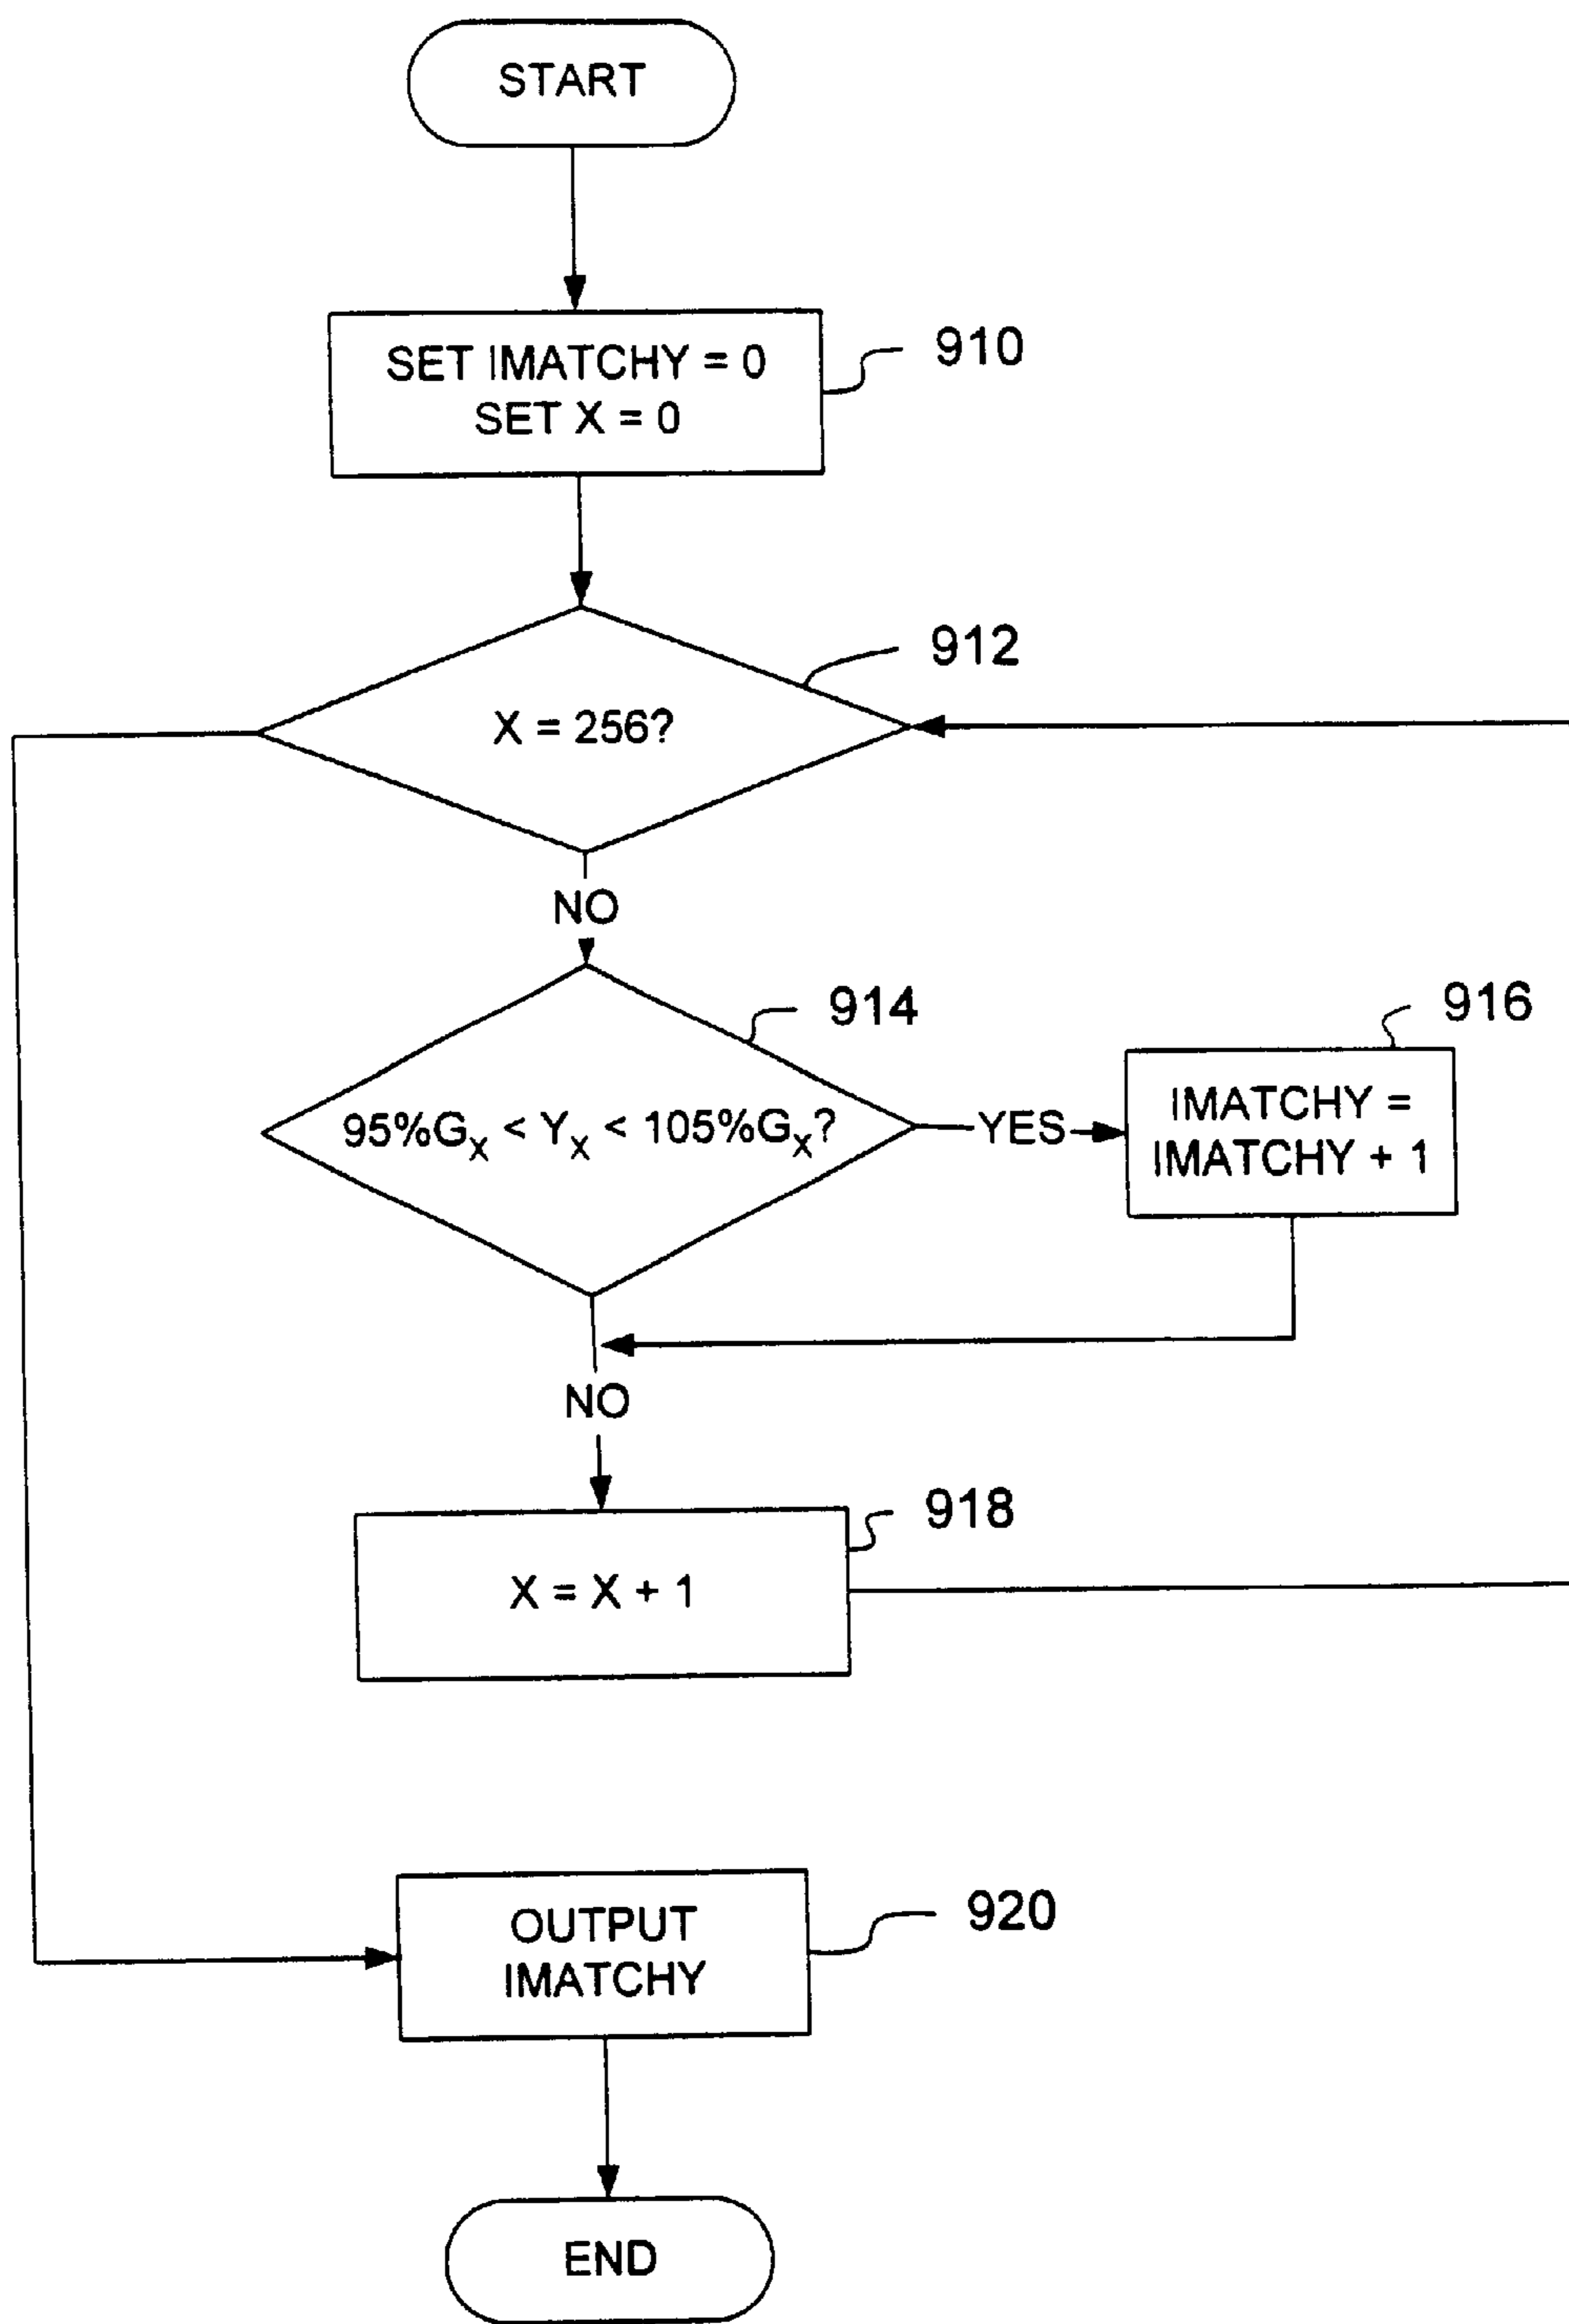 START
SET IMATCHY = 0
SET X = 0
910
912
X = 256?
NO
914
95%G_X < Y_X < 105%G_X?
YES
916
IMATCHY =
IMATCHY + 1
NO
918
X = X + 1
OUTPUT
IMATCHY
920
END